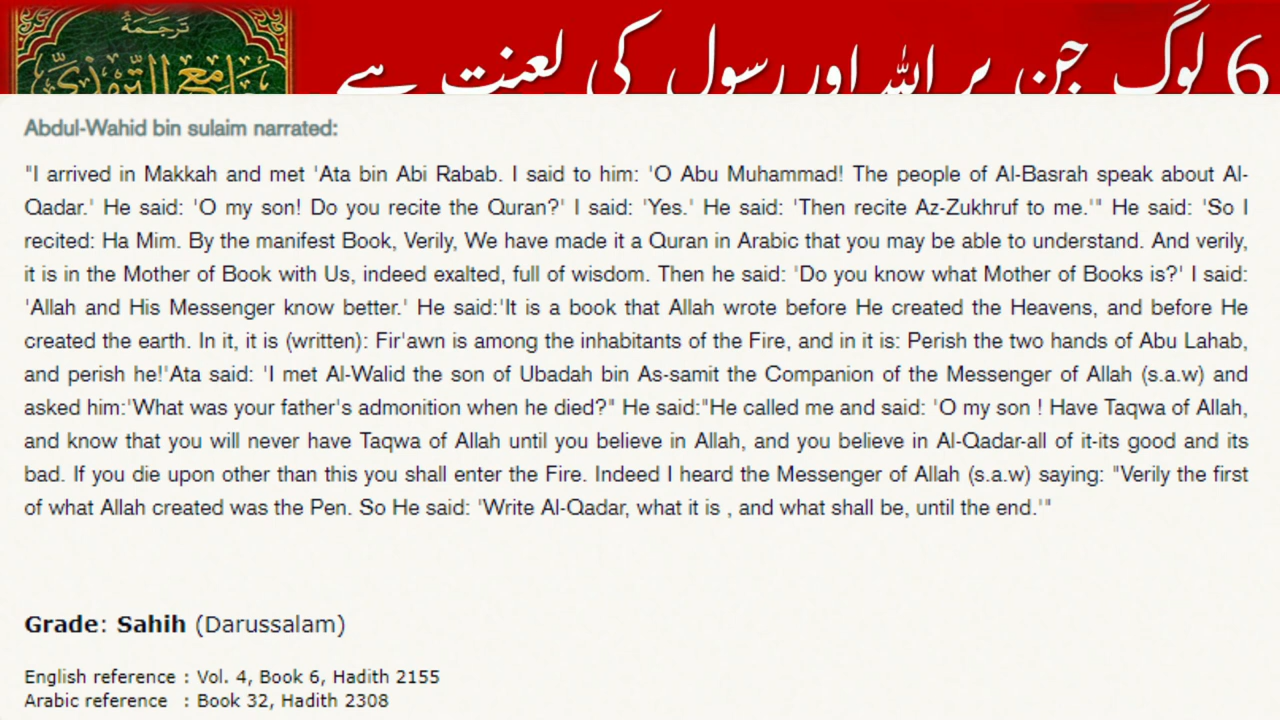 ترجمة
جامع الترمذي
6 لوگ جن پر اللہ اور رسول کی لعنت ہے
Abdul-Wahid bin sulaim narrated:
"I arrived in Makkah and met 'Ata bin Abi Rabab. I said to him: 'O Abu Muhammad! The people of Al-Basrah speak about Al-
Qadar.' He said: 'O my son! Do you recite the Quran?' I said: 'Yes.' He said: 'Then recite Az-Zukhruf to me.'" He said: 'So I
recited: Ha Mim. By the manifest Book, Verily, We have made it a Quran in Arabic that you may be able to understand. And verily,
it is in the Mother of Book with Us, indeed exalted, full of wisdom. Then he said: 'Do you know what Mother of Books is?' I said:
'Allah and His Messenger know better.' He said:'It is a book that Allah wrote before He created the Heavens, and before He
created the earth. In it, it is (written): Fir'awn is among the inhabitants of the Fire, and in it is: Perish the two hands of Abu Lahab,
and perish he!'Ata said: 'I met Al-Walid the son of Ubadah bin As-samit the Companion of the Messenger of Allah (s.a.w) and
asked him:'What was your father's admonition when he died?" He said:"He called me and said: 'O my son ! Have Taqwa of Allah,
and know that you will never have Taqwa of Allah until you believe in Allah, and you believe in Al-Qadar-all of it-its good and its
bad. If you die upon other than this you shall enter the Fire. Indeed I heard the Messenger of Allah (s.a.w) saying: "Verily the first
of what Allah created was the Pen. So He said: 'Write Al-Qadar, what it is , and what shall be, until the end.'"
Grade: Sahih (Darussalam)
English reference : Vol. 4, Book 6, Hadith 2155
Arabic reference : Book 32, Hadith 2308